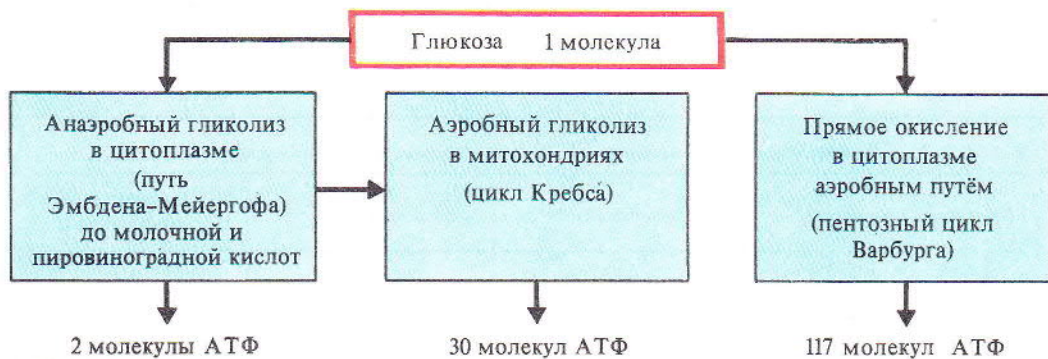 Глюкоза 1 молекула
Анаэробный гликолиз
в цитоплазме
(путь
Эмбдена-Мейергофа)
до молочной и
пировиноградной кислот
Аэробный гликолиз
в митохондриях
(цикл Кребса)
Прямое окисление
в цитоплазме
аэробным путём
(пентозный цикл
Варбурга)
2 молекулы АТФ
30 молекул АТФ
117 молекул АТФ